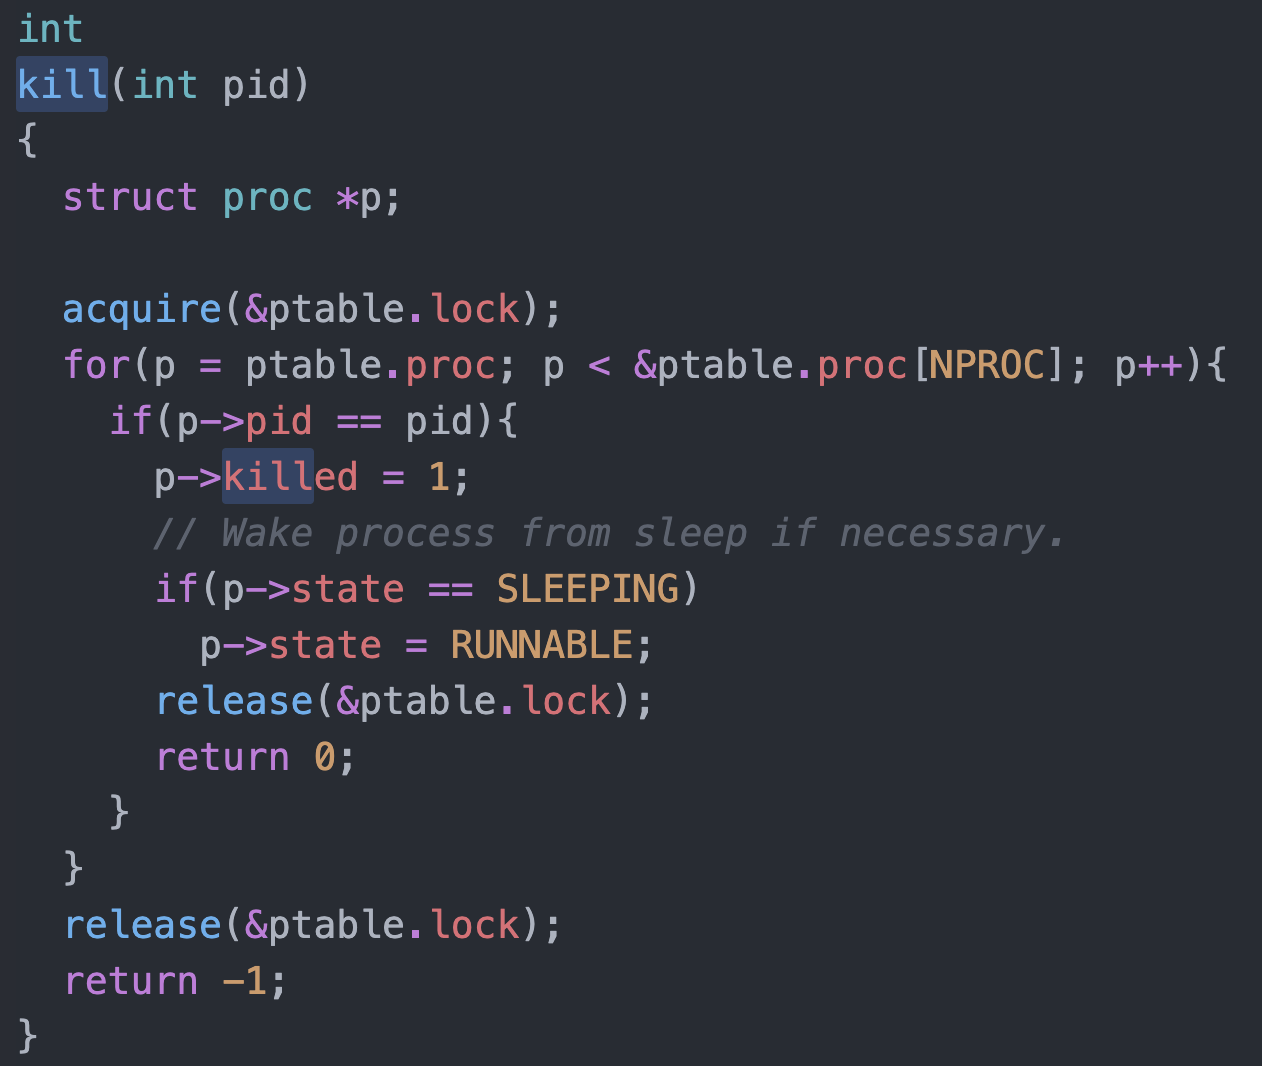 int
kill(int pid)
{
  struct proc *p;

  acquire(&ptable.lock);
  for(p = ptable.proc; p < &ptable.proc[NPROC]; p++){
    if(p->pid == pid){
      p->killed = 1;
      // Wake process from sleep if necessary.
      if(p->state == SLEEPING)
        p->state = RUNNABLE;
      release(&ptable.lock);
      return 0;
    }
  }
  release(&ptable.lock);
  return -1;
}